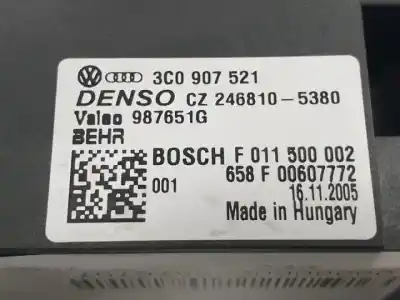 3C0 907 521
DENSO CZ 246810-5380
Valeo 987651G
BEHR
BOSCH F 011 500 002
001 658 F 00607772
16.11.2005
Made in Hungary